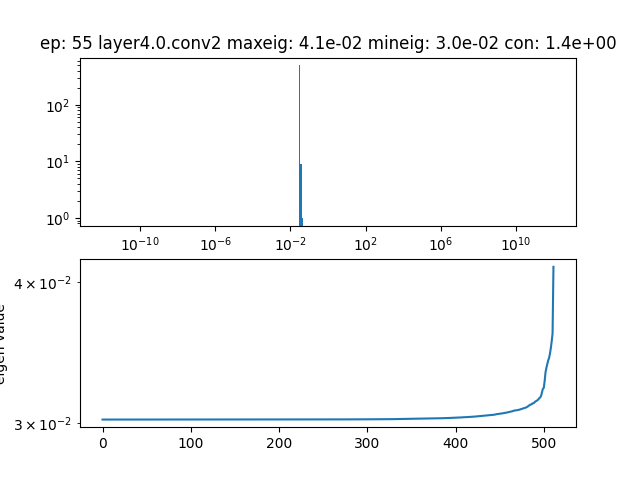 ep: 55 layer4.0.conv2 maxeig: 4.1e-02 mineig: 3.0e-02 con: 1.4e+00
10²
10¹
10⁰
10⁻¹⁰ 10⁻⁶ 10⁻² 10² 10⁶ 10¹⁰
4 × 10⁻²
eigen value
3 × 10⁻²
0 100 200 300 400 500